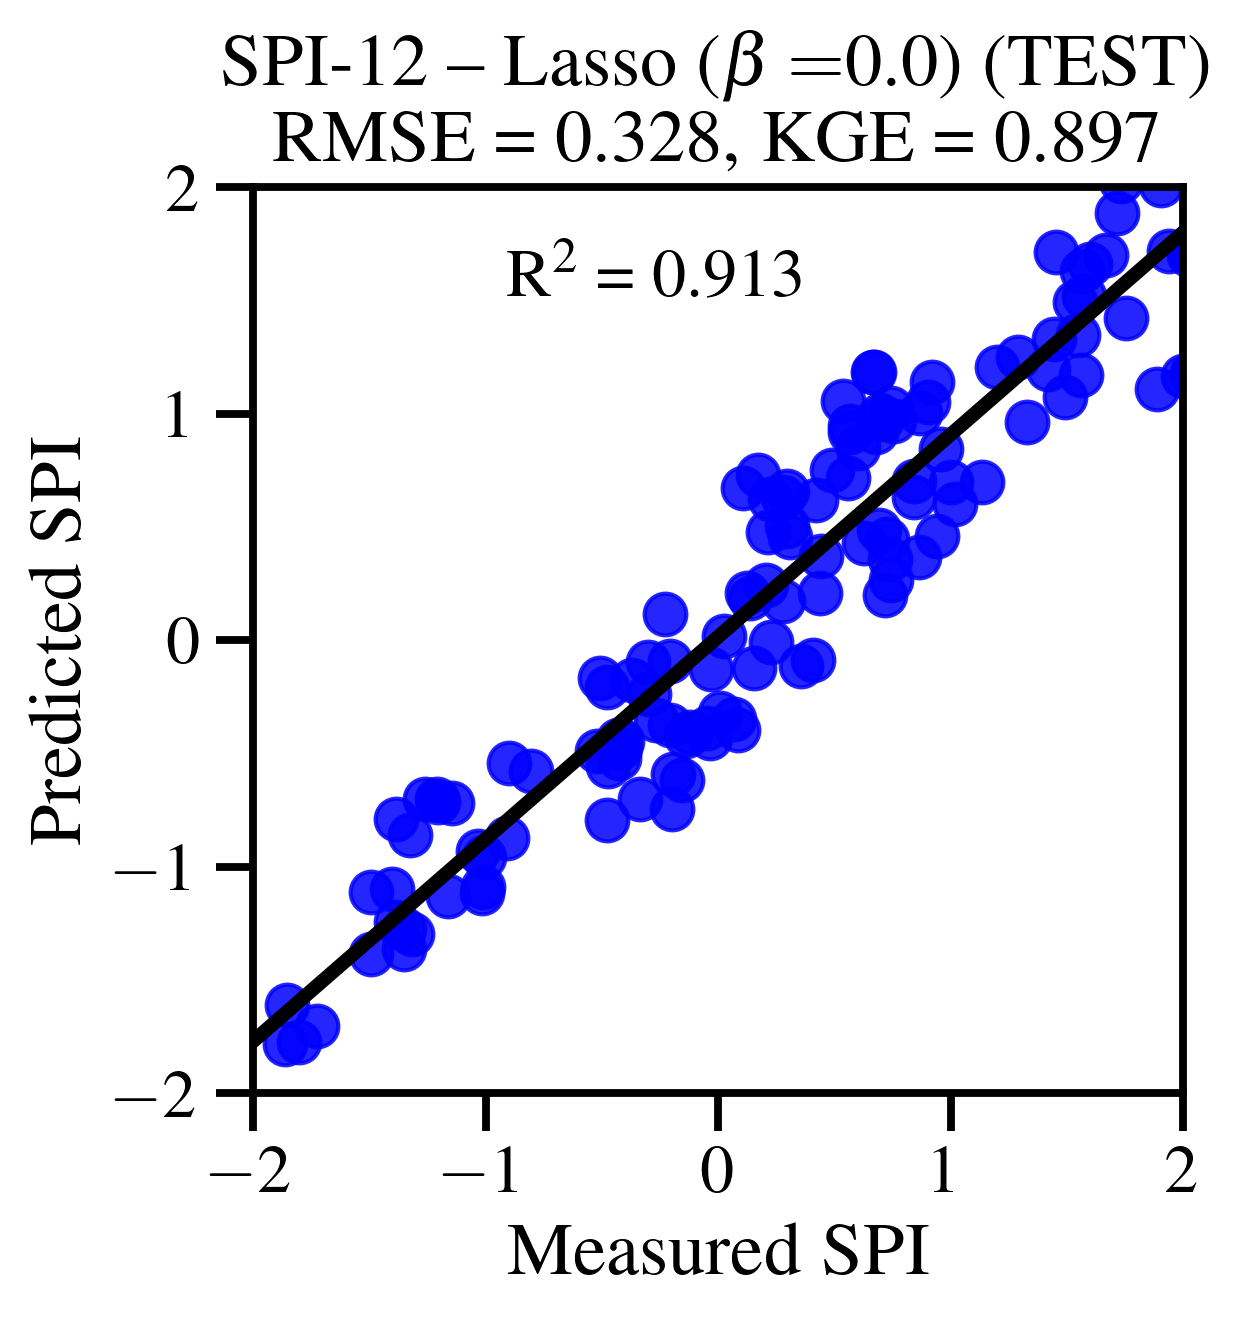 SPI-12 – Lasso (β =0.0) (TEST)
RMSE = 0.328, KGE = 0.897
R² = 0.913
2
1
0
−1
−2
Predicted SPI
−2 −1 0 1 2
Measured SPI